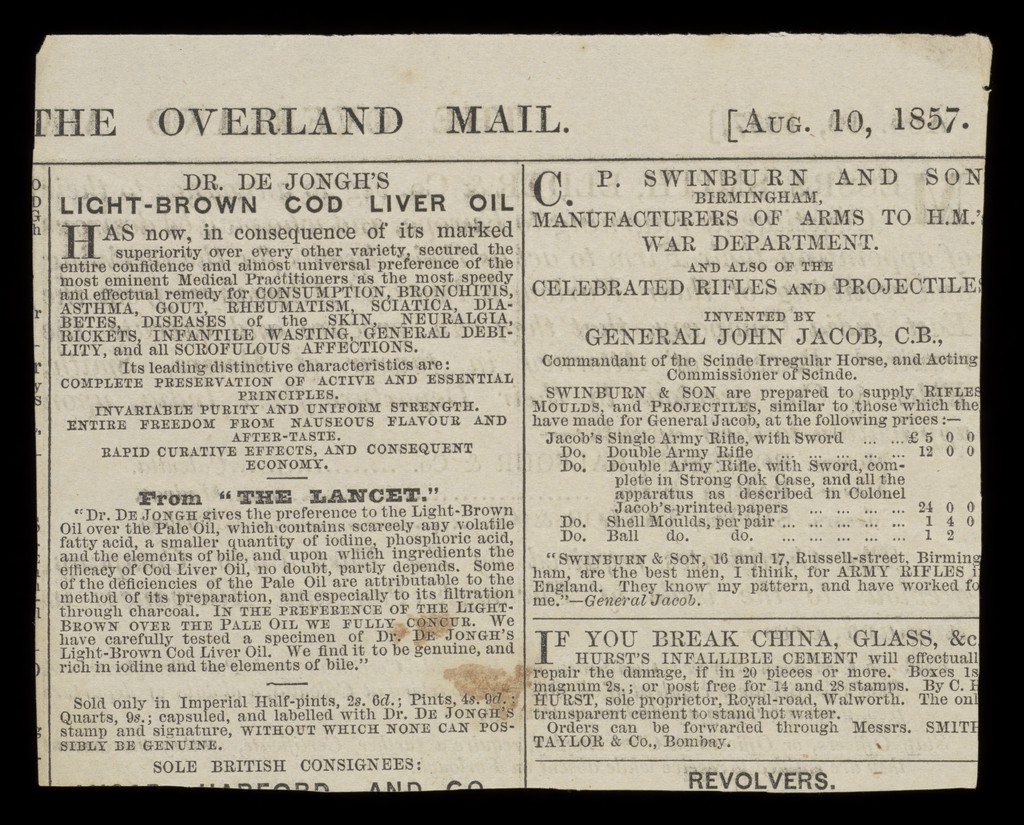 THE OVERLAND MAIL. [AUG. 10, 1857.
DR. DE JONGH'S
LIGHT-BROWN COD LIVER OIL
HAS now, in consequence of its marked
superiority over every other variety, secured the
entire confidence and almost universal preference of the
most eminent Medical Practitioners as the most speedy
and effectual remedy for CONSUMPTION, BRONCHITIS,
ASTHMA, GOUT, RHEUMATISM, SCIATICA, DIA-
BETES, DISEASES of the SKIN, NEURALGIA,
RICKETS, INFANTILE WASTING, GENERAL DEBI-
LITY, and all SCROFULOUS AFFECTIONS.
Its leading distinctive characteristics are:
COMPLETE PRESERVATION OF ACTIVE AND ESSENTIAL
PRINCIPLES.
INVARIABLE PURITY AND UNIFORM STRENGTH.
ENTIRE FREEDOM FROM NAUSEOUS FLAVOUR AND
AFTER-TASTE.
RAPID CURATIVE EFFECTS, AND CONSEQUENT
ECONOMY.
From "THE LANCET."
"Dr. DE JONGH gives the preference to the Light-Brown
Oil over the Pale Oil, which contains scarcely any volatile
fatty acid, a smaller quantity of iodine, phosphoric acid,
and the elements of bile, and upon which ingredients the
efficacy of Cod Liver Oil, no doubt, partly depends. Some
of the deficiencies of the Pale Oil are attributable to the
method of its preparation, and especially to its filtration
through charcoal. IN THE PREFERENCE OF THE LIGHT-
BROWN OVER THE PALE OIL WE FULLY CONCUR. We
have carefully tested a specimen of Dr. DE JONGH'S
Light-Brown Cod Liver Oil. We find it to be genuine, and
rich in iodine and the elements of bile."
Sold only in Imperial Half-pints, 2s. 6d.; Pints, 4s. 9d.;
Quarts, 9s.; capsuled, and labelled with Dr. DE JONGH'S
stamp and signature, WITHOUT WHICH NONE CAN POS-
SIBLY BE GENUINE.
SOLE BRITISH CONSIGNEES:
HARFORD AND CO
C. P. SWINBURN AND SON
BIRMINGHAM,
MANUFACTURERS OF ARMS TO H.M.'
WAR DEPARTMENT.
AND ALSO OF THE
CELEBRATED RIFLES AND PROJECTILE
INVENTED BY
GENERAL JOHN JACOB, C.B.,
Commandant of the Scinde Irregular Horse, and Acting
Commissioner of Scinde.
SWINBURN & SON are prepared to supply RIFLES
MOULDS, and PROJECTILES, similar to those which the
have made for General Jacob, at the following prices:—
Jacob's Single Army Rifle, with Sword ... ... £5 0 0
Do. Double Army Rifle ... ... ... ... ... 12 0 0
Do. Double Army Rifle, with Sword, com-
plete in Strong Oak Case, and all the
apparatus as described in Colonel
Jacob's printed papers ... ... ... ... 24 0 0
Do. Shell Moulds, per pair ... ... ... ... ... 1 4 0
Do. Ball do. do. ... ... ... ... ... 1 2
"SWINBURN & SON, 16 and 17, Russell-street, Birming
ham, are the best men, I think, for ARMY RIFLES i
England. They know my pattern, and have worked fo
me."—General Jacob.
IF YOU BREAK CHINA, GLASS, &c
HURST'S INFALLIBLE CEMENT will effectuall
repair the damage, if in 20 pieces or more. Boxes 1s
magnum 2s.; or post free for 14 and 28 stamps. By C. H
HURST, sole proprietor, Royal-road, Walworth. The onl
transparent cement to stand hot water.
Orders can be forwarded through Messrs. SMITH
TAYLOR & Co., Bombay.
REVOLVERS.